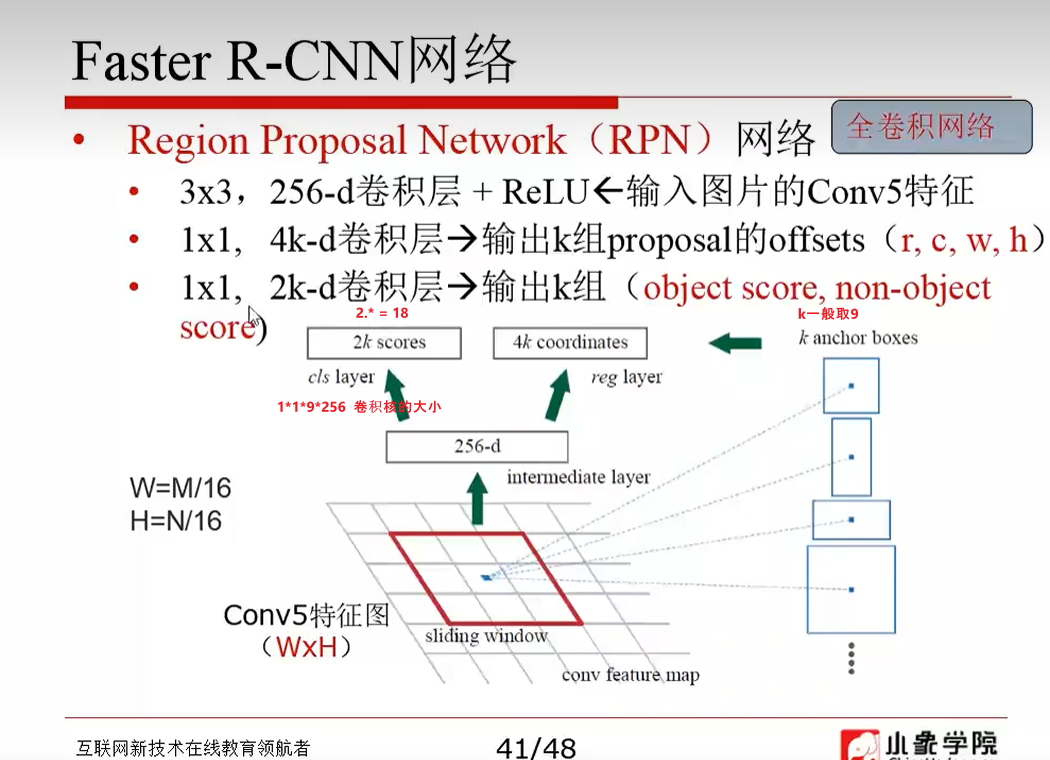 Faster R-CNN网络
• Region Proposal Network（RPN）网络
全卷积网络
• 3x3，256-d卷积层 + ReLU←输入图片的Conv5特征
• 1x1, 4k-d卷积层→输出k组proposal的offsets（r, c, w, h）
• 1x1, 2k-d卷积层→输出k组（object score, non-object
score)
2.* = 18
k一般取9
2k scores
4k coordinates
k anchor boxes
cls layer
reg layer
1*1*9*256 卷积核的大小
256-d
intermediate layer
W=M/16
H=N/16
Conv5特征图
（WxH）
sliding window
conv feature map
互联网新技术在线教育领航者
41/48
小象学院